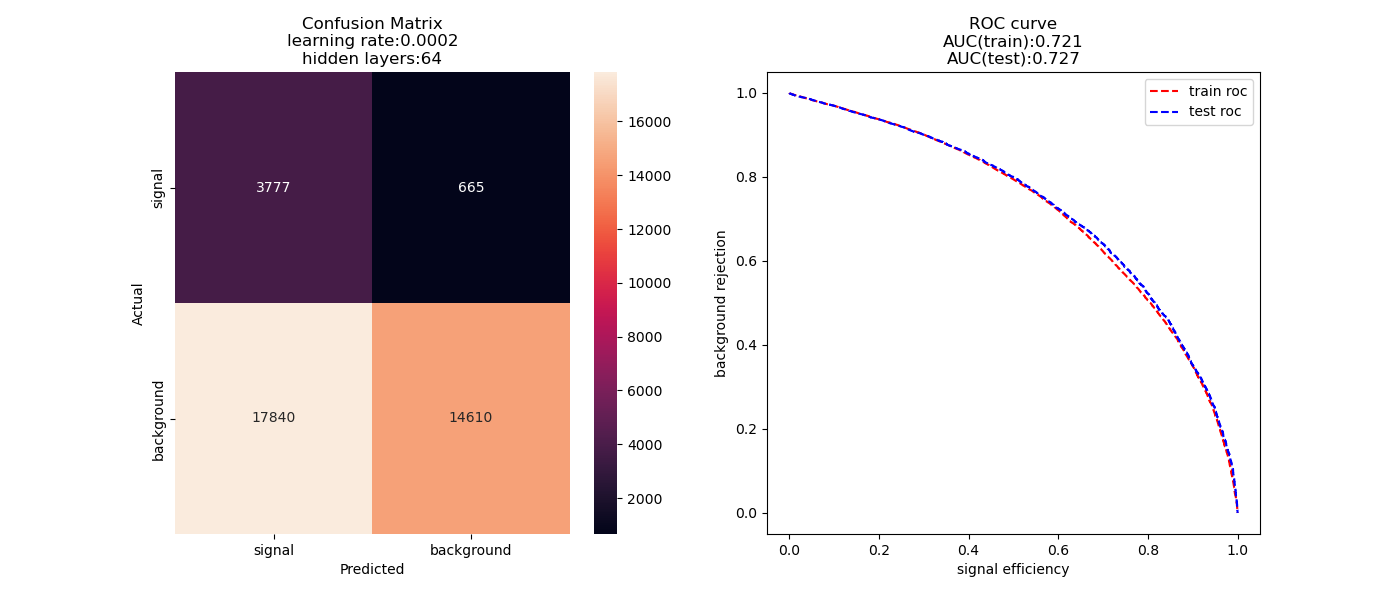 Confusion Matrix
learning rate:0.0002
hidden layers:64
signal
background
Actual
3777
665
17840
14610
signal
background
Predicted
16000
14000
12000
10000
8000
6000
4000
2000
ROC curve
AUC(train):0.721
AUC(test):0.727
train roc
test roc
background rejection
1.0
0.8
0.6
0.4
0.2
0.0
0.0
0.2
0.4
0.6
0.8
1.0
signal efficiency